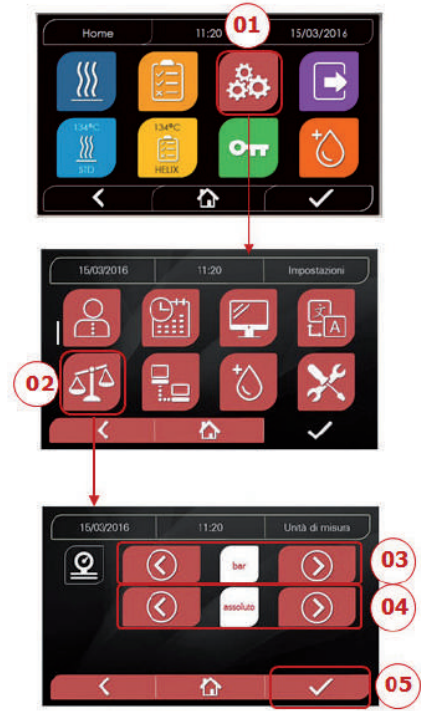 01
Home 11:20 15/03/2016
134°C 134°C
STD HELIX
15/03/2016 11:20 Impostazioni
文
A
02
15/03/2016 11:20 Unità di misura
bar
03
assoluto
04
05